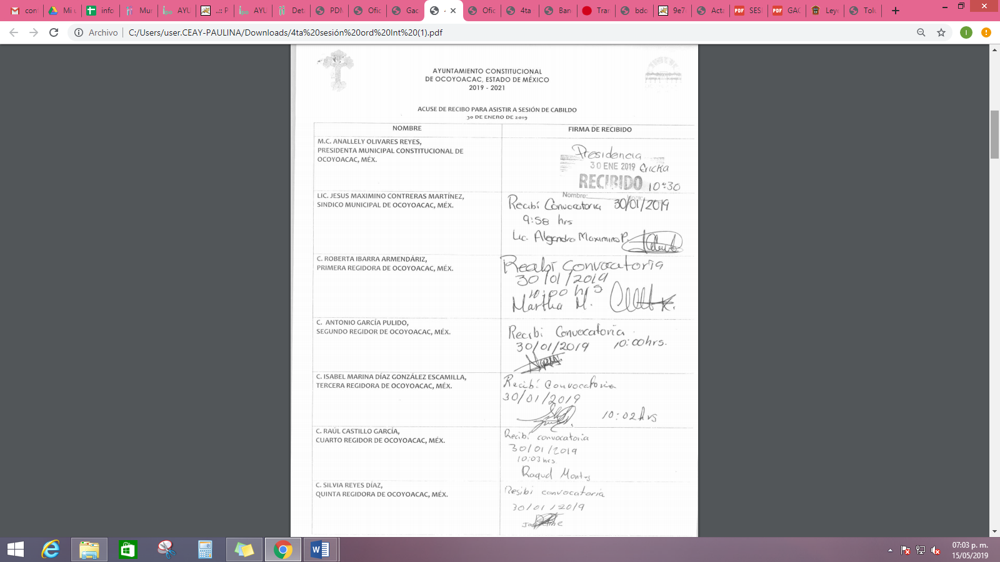 con
Mi u
info
Mur
AYU
..:: P
AYU
Det
PDM
Ofic
Gac
4
Ofic
4ta
Ban
Trar
bdo
9e7
Acta
SESI
GAC
Leye
Tolu
Archivo
C:/Users/user.CEAY-PAULINA/Downloads/4ta%20sesión%20ord%20Int%20(1).pdf
AYUNTAMIENTO CONSTITUCIONAL
DE OCOYOACAC, ESTADO DE MÉXICO
2019 - 2021
ACUSE DE RECIBO PARA ASISTIR A SESIÓN DE CABILDO
30 DE ENERO DE 2019
NOMBRE
FIRMA DE RECIBIDO
M.C. ANALLELY OLIVARES REYES,
PRESIDENTA MUNICIPAL CONSTITUCIONAL DE
OCOYOACAC, MÉX.
Presidencia
30 ENE 2019 Ericka
RECIBIDO 10:30
Nombre: Hora:
LIC. JESUS MAXIMINO CONTRERAS MARTÍNEZ,
SINDICO MUNICIPAL DE OCOYOACAC, MÉX.
Recibí Convocatoria 30/01/2019
9:58 hrs
Lic. Alejandro Maximino P.
C. ROBERTA IBARRA ARMENDÁRIZ,
PRIMERA REGIDORA DE OCOYOACAC, MÉX.
Recibí convocatoria
30/01/2019
10:00 hrs
Martha M.
C. ANTONIO GARCÍA PULIDO,
SEGUNDO REGIDOR DE OCOYOACAC, MÉX.
Recibi Convocatoria
30/01/2019 10:00hrs.
C. ISABEL MARINA DÍAZ GONZÁLEZ ESCAMILLA,
TERCERA REGIDORA DE OCOYOACAC, MÉX.
Recibí Convocatoria
30/01/2019
10:02hrs
C. RAÚL CASTILLO GARCÍA,
CUARTO REGIDOR DE OCOYOACAC, MÉX.
Recibí convocatoria
30/01/2019
10:03 hrs
Raquel Montes
C. SILVIA REYES DÍAZ,
QUINTA REGIDORA DE OCOYOACAC, MÉX.
Resibi convocatoria
30/01/2019
07:03 p. m.
15/05/2019